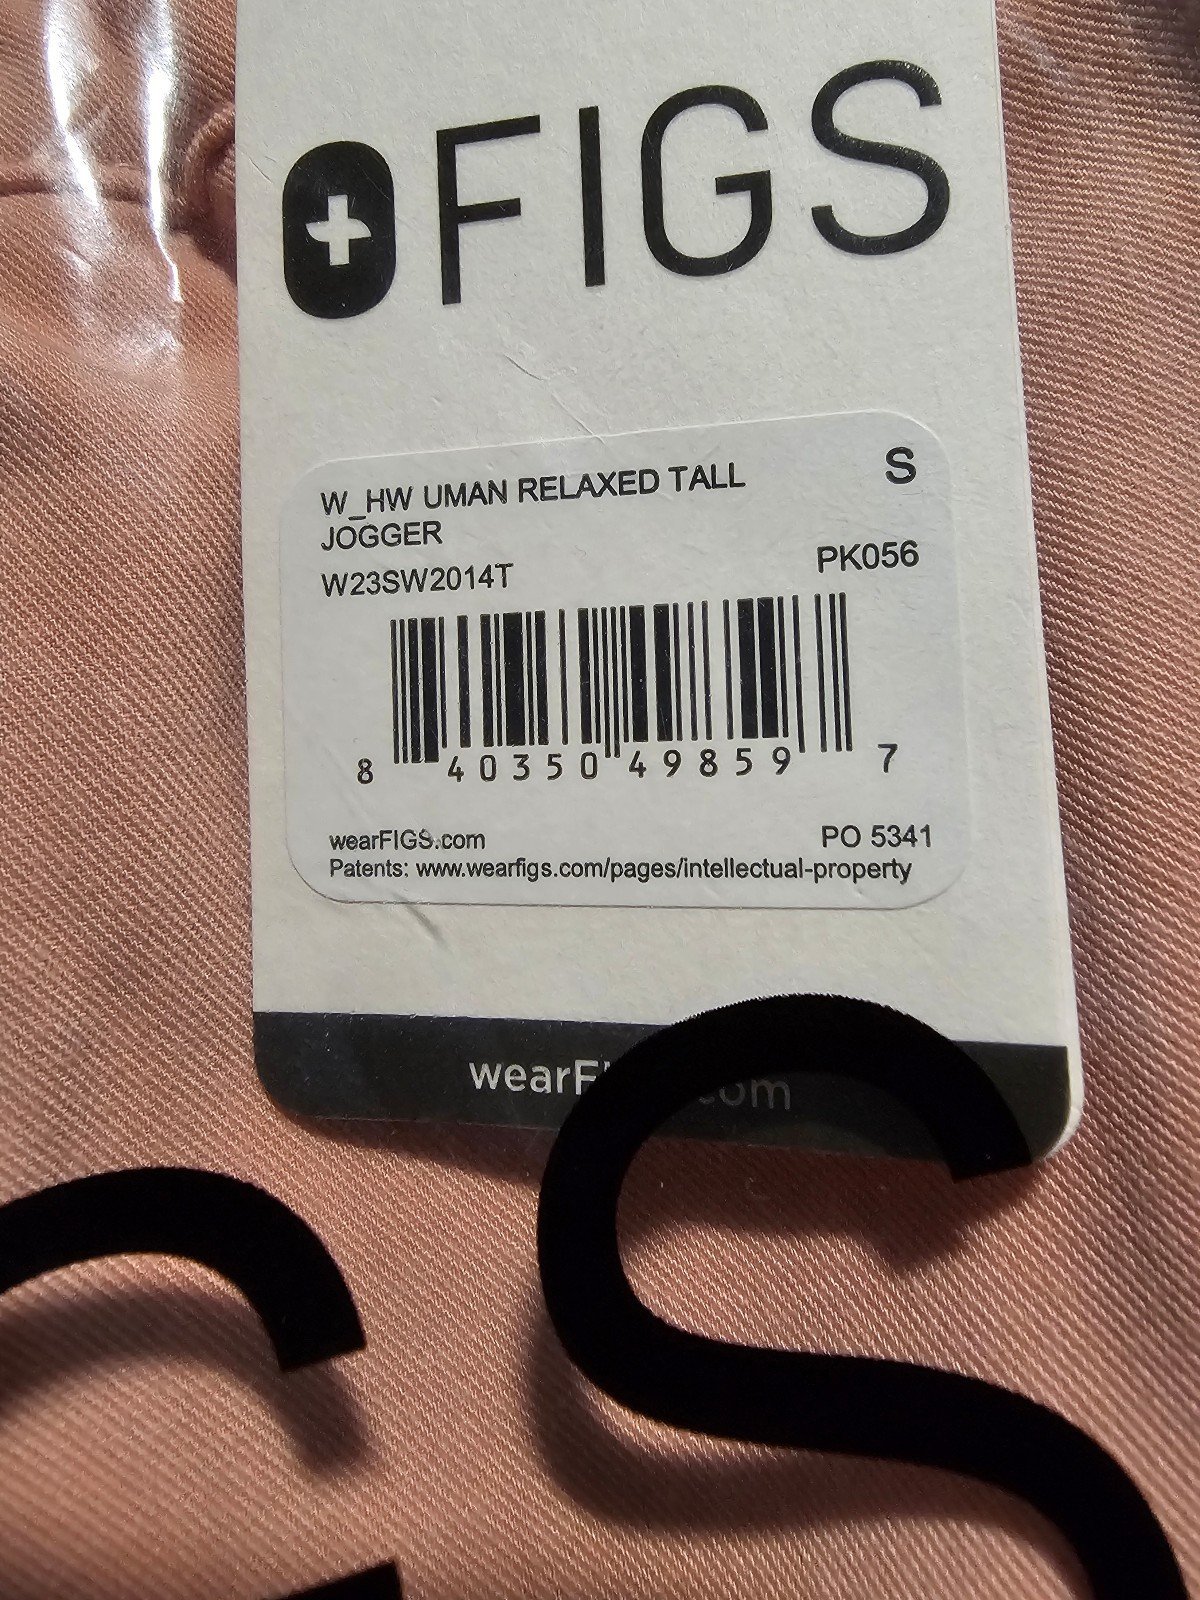 FIGS
W_HW UMAN RELAXED TALL S
JOGGER
W23SW2014T PK056
8 40350 49859 7
wearFIGS.com PO 5341
Patents: www.wearfigs.com/pages/intellectual-property
S